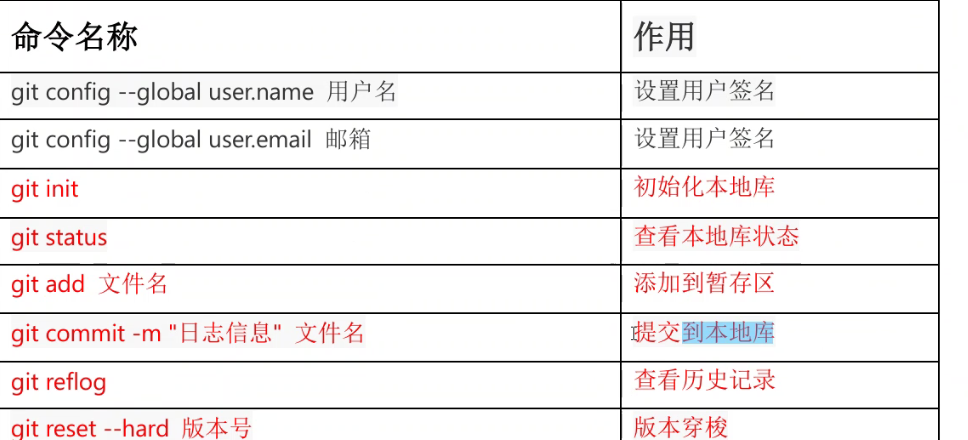 命令名称 作用
git config --global user.name 用户名 设置用户签名
git config --global user.email 邮箱 设置用户签名
git init 初始化本地库
git status 查看本地库状态
git add 文件名 添加到暂存区
git commit -m "日志信息" 文件名 提交到本地库
git reflog 查看历史记录
git reset --hard 版本号 版本穿梭